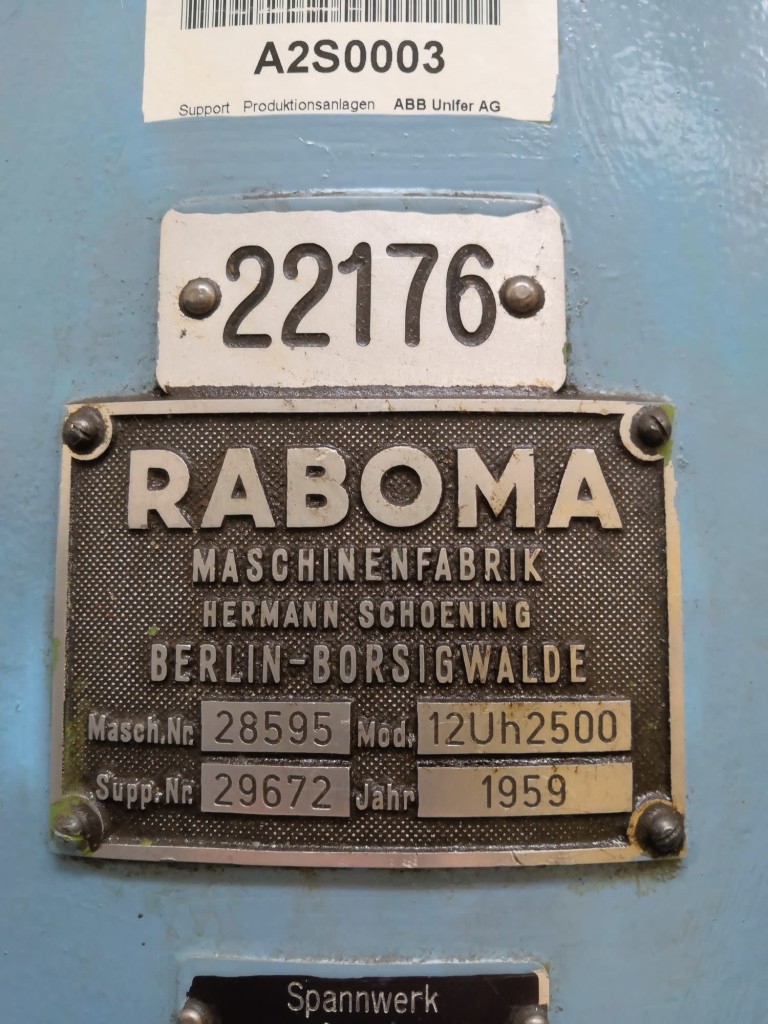 A2S0003
Support Produktionsanlagen ABB Unifer AG
22176
RABOMA
MASCHINENFABRIK
HERMANN SCHOENING
BERLIN-BORSIGWALDE
Masch.Nr. 28595 Mod. 12Uh2500
Supp.Nr. 29672 Jahr 1959
Spannwerk